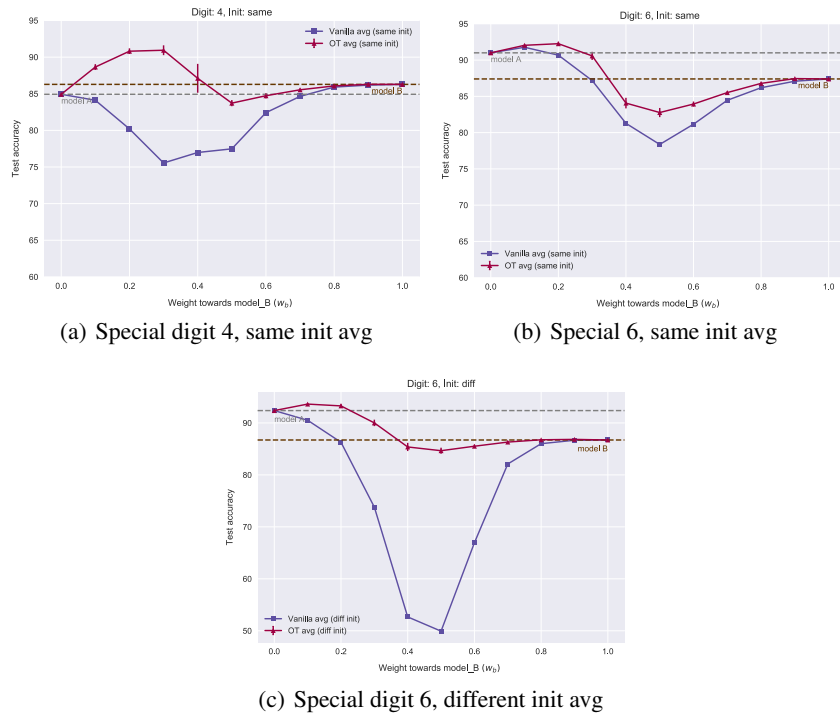 Digit: 4, Init: same
95
90
85
80
75
70
65
60
Test accuracy
Vanilla avg (same init)
OT avg (same init)
model A
model B
0.0 0.2 0.4 0.6 0.8 1.0
Weight towards model_B (w_b)
(a) Special digit 4, same init avg
Digit: 6, Init: same
95
90
85
80
75
70
65
60
Test accuracy
model A
model B
Vanilla avg (same init)
OT avg (same init)
0.0 0.2 0.4 0.6 0.8 1.0
Weight towards model_B (w_b)
(b) Special 6, same init avg
Digit: 6, Init: diff
90
80
70
60
50
Test accuracy
model A
model B
Vanilla avg (diff init)
OT avg (diff init)
0.0 0.2 0.4 0.6 0.8 1.0
Weight towards model_B (w_b)
(c) Special digit 6, different init avg